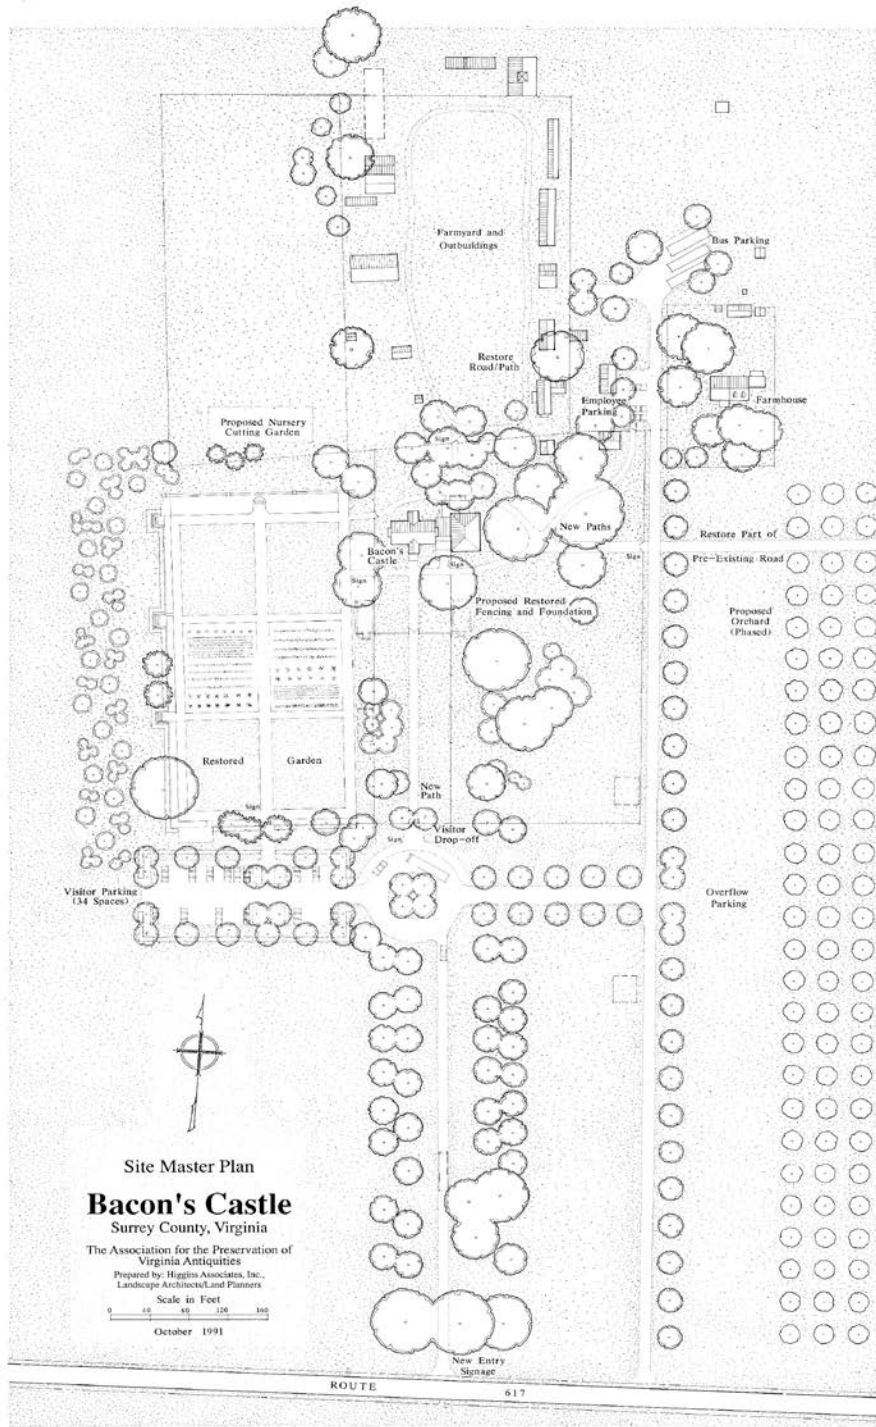 Farmyard and
Outbuildings
Bus Parking
Restore
Road/Path
Employee
Parking
Farmhouse
Proposed Nursery
Cutting Garden
Sign
New Paths
Restore Part of
Pre-Existing Road
Sign
Bacon's
Castle
Sign
Sign
Proposed Restored
Fencing and Foundation
Proposed
Orchard
(Phased)
Restored
Garden
New
Path
Sign
Visitor
Drop-off
Sign
Visitor Parking
(34 Spaces)
Overflow
Parking
Site Master Plan
Bacon's Castle
Surrey County, Virginia
The Association for the Preservation of
Virginia Antiquities
Prepared by: Higgins Associates, Inc.,
Landscape Architects/Land Planners
Scale in Feet
0 40 80 120 160
October 1991
New Entry
Signage
ROUTE 617